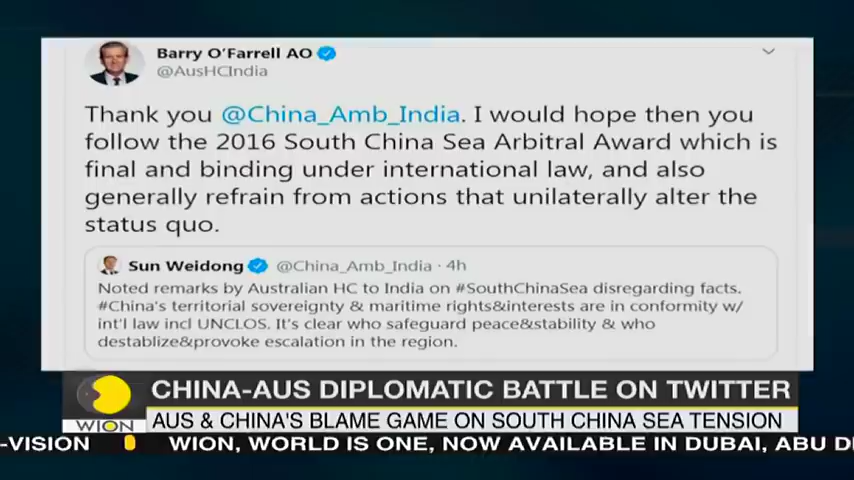 Barry O'Farrell AO
@AusHCIndia
Thank you @China_Amb_India. I would hope then you
follow the 2016 South China Sea Arbitral Award which is
final and binding under international law, and also
generally refrain from actions that unilaterally alter the
status quo.
Sun Weidong @China_Amb_India · 4h
Noted remarks by Australian HC to India on #SouthChinaSea disregarding facts.
#China's territorial sovereignty & maritime rights&interests are in conformity w/
int'l law incl UNCLOS. It's clear who safeguard peace&stability & who
destablize&provoke escalation in the region.
CHINA-AUS DIPLOMATIC BATTLE ON TWITTER
AUS & CHINA'S BLAME GAME ON SOUTH CHINA SEA TENSION
WION
-VISION WION, WORLD IS ONE, NOW AVAILABLE IN DUBAI, ABU D